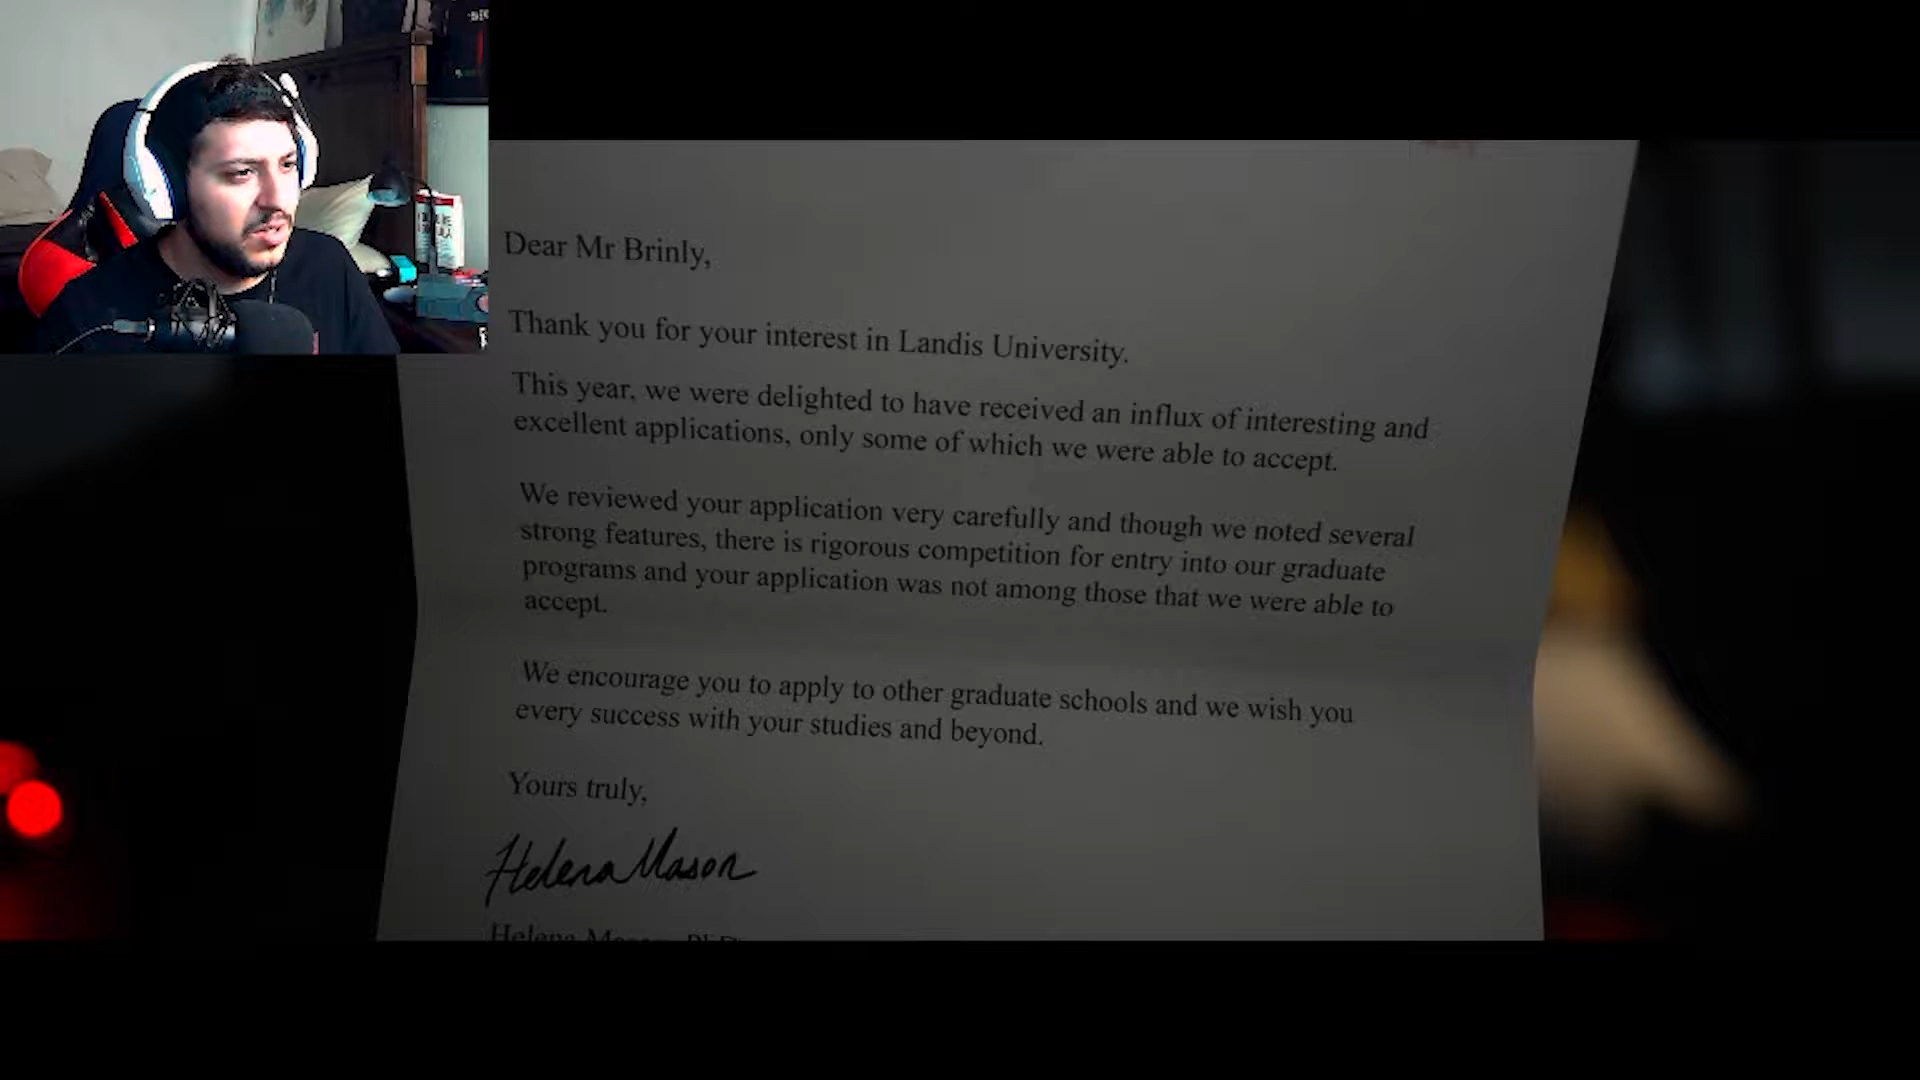 Dear Mr Brinly,
Thank you for your interest in Landis University.
This year, we were delighted to have received an influx of interesting and
excellent applications, only some of which we were able to accept.
We reviewed your application very carefully and though we noted several
strong features, there is rigorous competition for entry into our graduate
programs and your application was not among those that we were able to
accept.
We encourage you to apply to other graduate schools and we wish you
every success with your studies and beyond.
Yours truly,
Helena Mason
Helena Mason, PhD